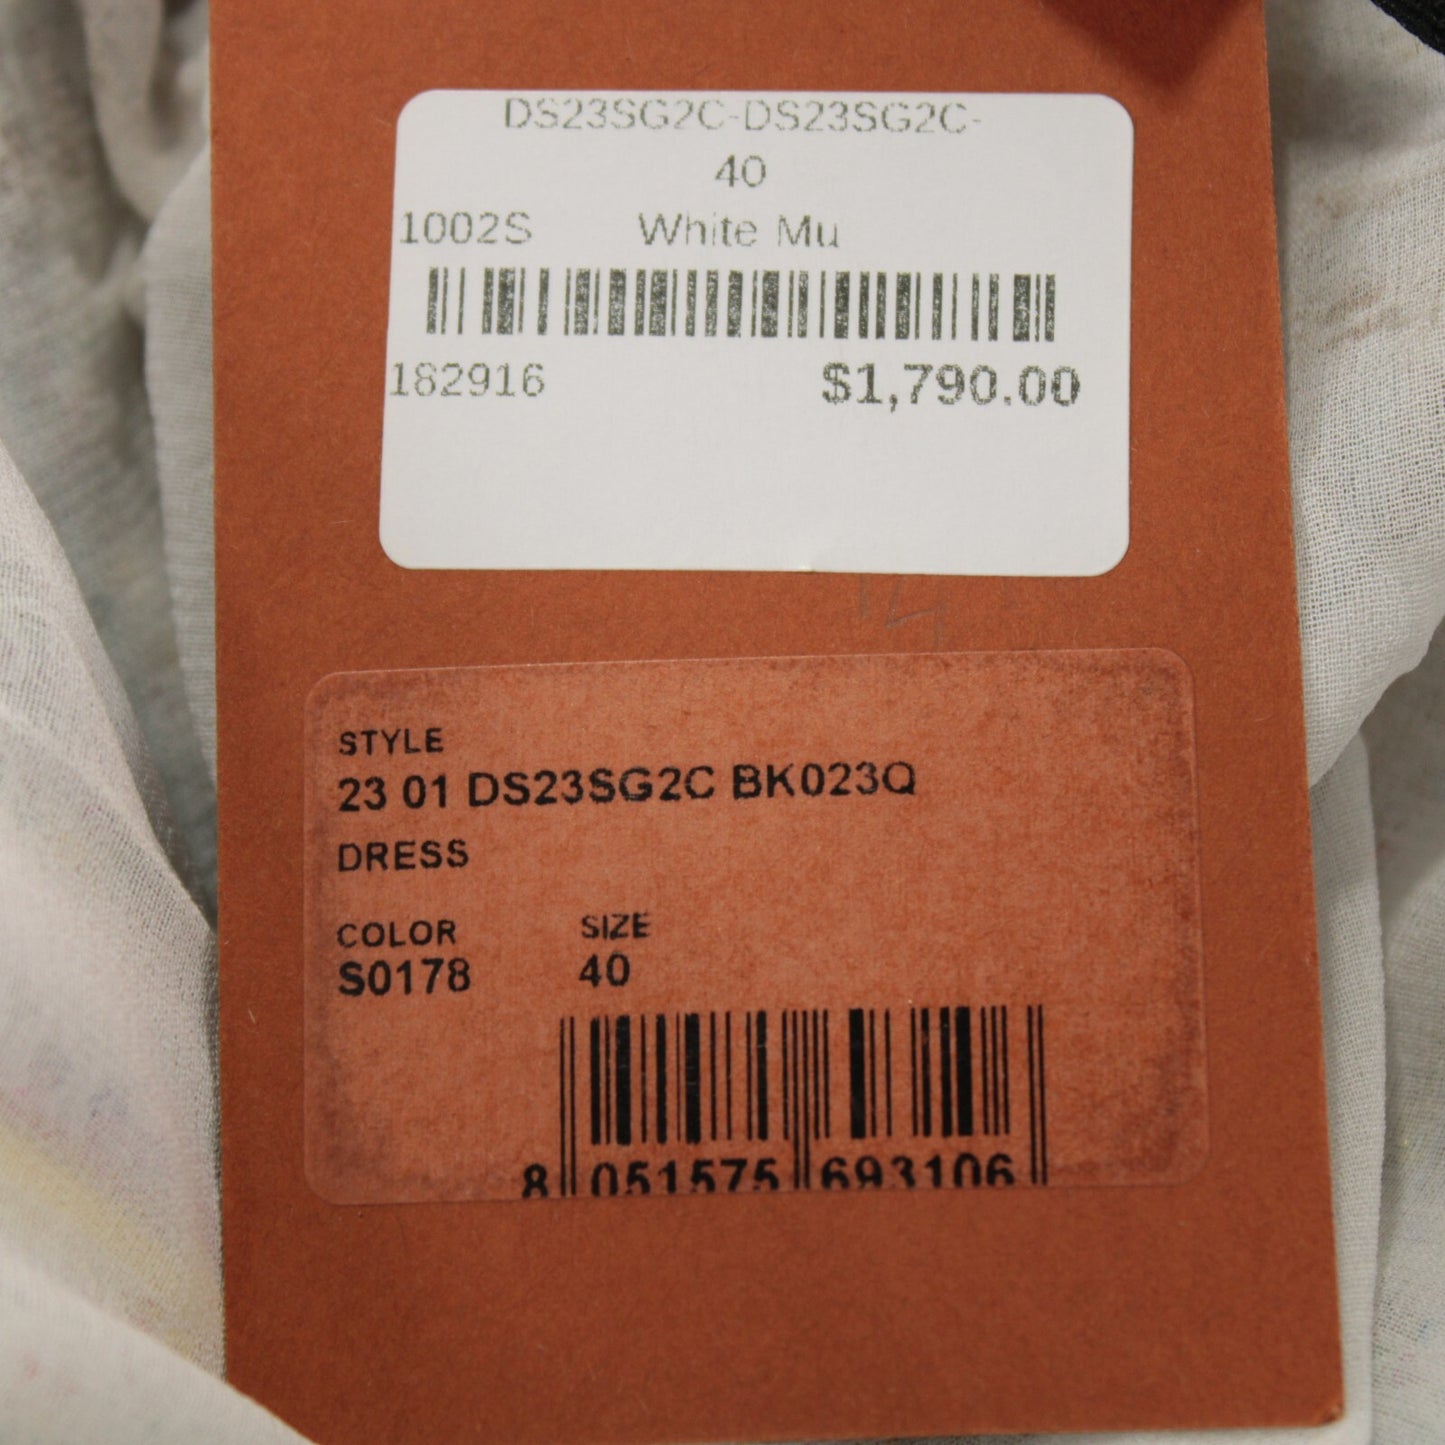 DS23SG2C-DS23SG2C-
40
1002S White Mu
182916 $1,790.00
STYLE
23 01 DS23SG2C BK023Q
DRESS
COLOR SIZE
S0178 40
8 051575 693106